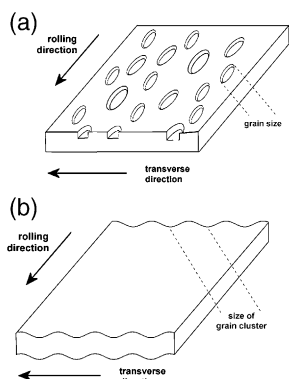 (a)
rolling
direction
grain size
transverse
direction
(b)
rolling
direction
size of
grain cluster
transverse